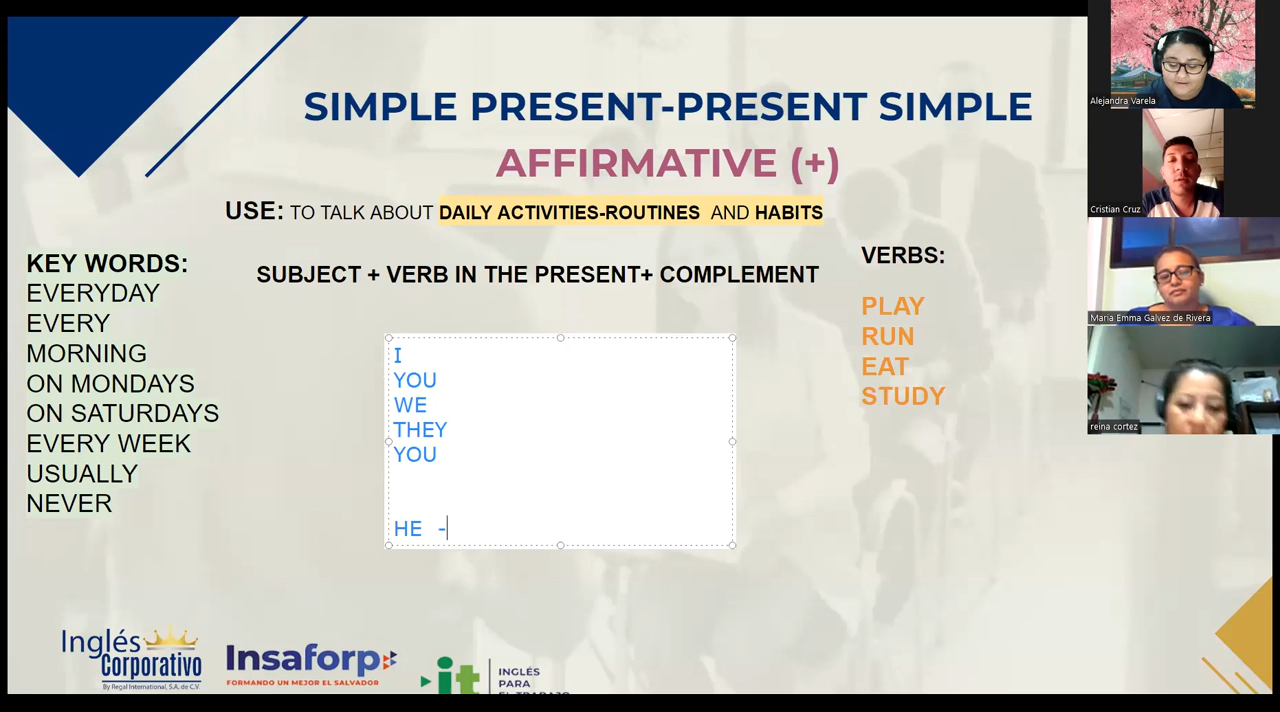 SIMPLE PRESENT-PRESENT SIMPLE
AFFIRMATIVE (+)
USE: TO TALK ABOUT DAILY ACTIVITIES-ROUTINES AND HABITS
KEY WORDS:
EVERYDAY
EVERY
MORNING
ON MONDAYS
ON SATURDAYS
EVERY WEEK
USUALLY
NEVER
SUBJECT + VERB IN THE PRESENT+ COMPLEMENT
I
YOU
WE
THEY
YOU
HE -
VERBS:
PLAY
RUN
EAT
STUDY
Alejandra Varela
Cristian Cruz
Maria Emma Galvez de Rivera
reina cortez
Inglés
Corporativo
By Regal International, S.A. de C.V.
Insaforp
FORMANDO UN MEJOR EL SALVADOR
it
INGLÉS
PARA
EL TRABAJO